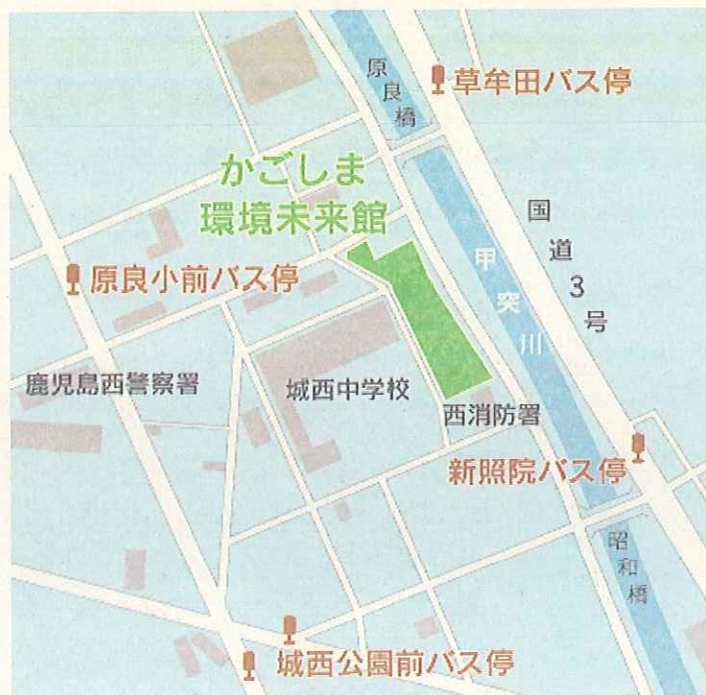 原良橋
草牟田バス停
かごしま
環境未来館
国道3号
甲突川
原良小前バス停
鹿児島西警察署
城西中学校
西消防署
新照院バス停
昭和橋
城西公園前バス停